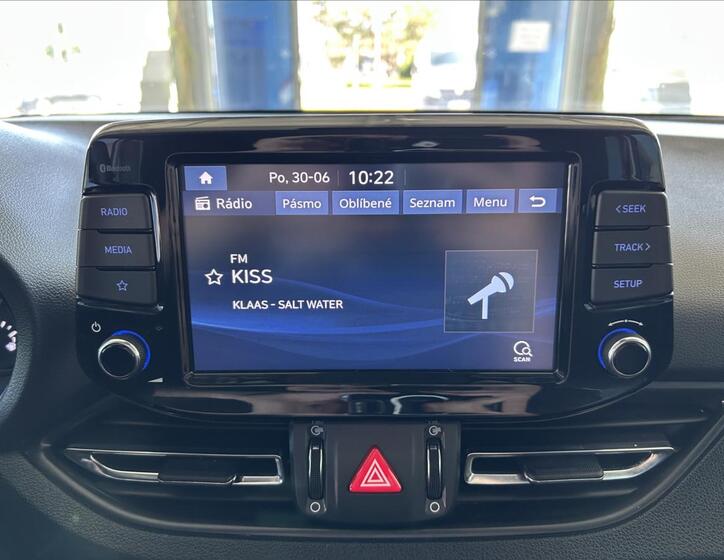 Bluetooth
Po, 30-06 10:22
RADIO
Rádio Pásmo Oblíbené Seznam Menu
< SEEK
MEDIA
TRACK >
FM
KISS
SETUP
KLAAS - SALT WATER
SCAN